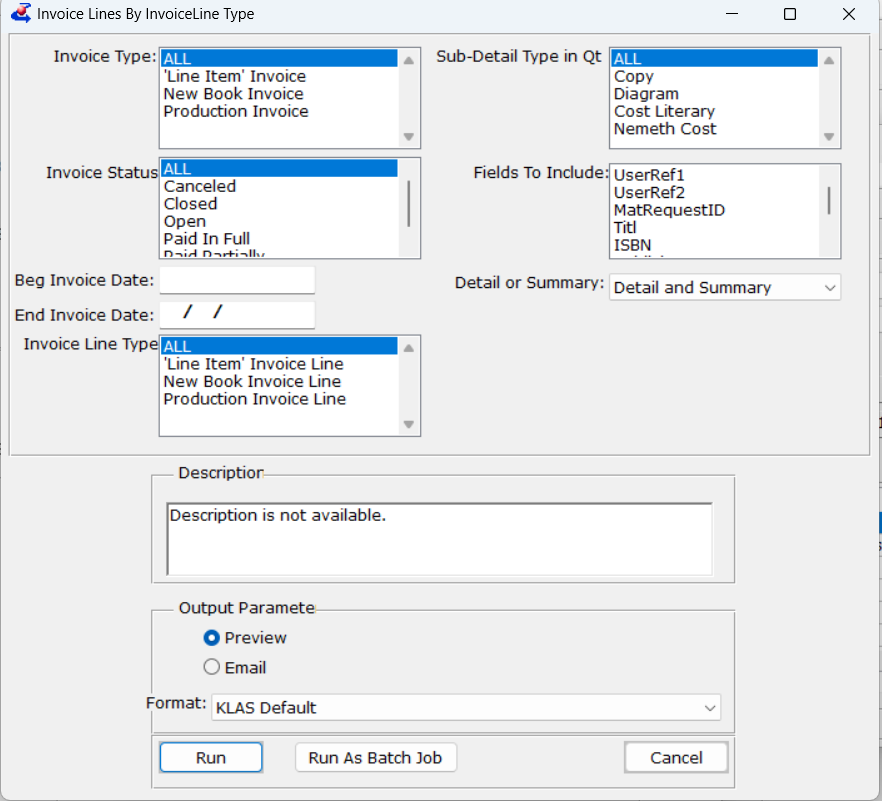 Invoice Lines By InvoiceLine Type
Invoice Type:
ALL
'Line Item' Invoice
New Book Invoice
Production Invoice
Sub-Detail Type in Qt
ALL
Copy
Diagram
Cost Literary
Nemeth Cost
Invoice Status
ALL
Canceled
Closed
Open
Paid In Full
Paid Partially
Fields To Include:
UserRef1
UserRef2
MatRequestID
Titl
ISBN
Beg Invoice Date:
Detail or Summary:
Detail and Summary
End Invoice Date:
/ /
Invoice Line Type
ALL
'Line Item' Invoice Line
New Book Invoice Line
Production Invoice Line
Description
Description is not available.
Output Paramete
Preview
Email
Format:
KLAS Default
Run
Run As Batch Job
Cancel